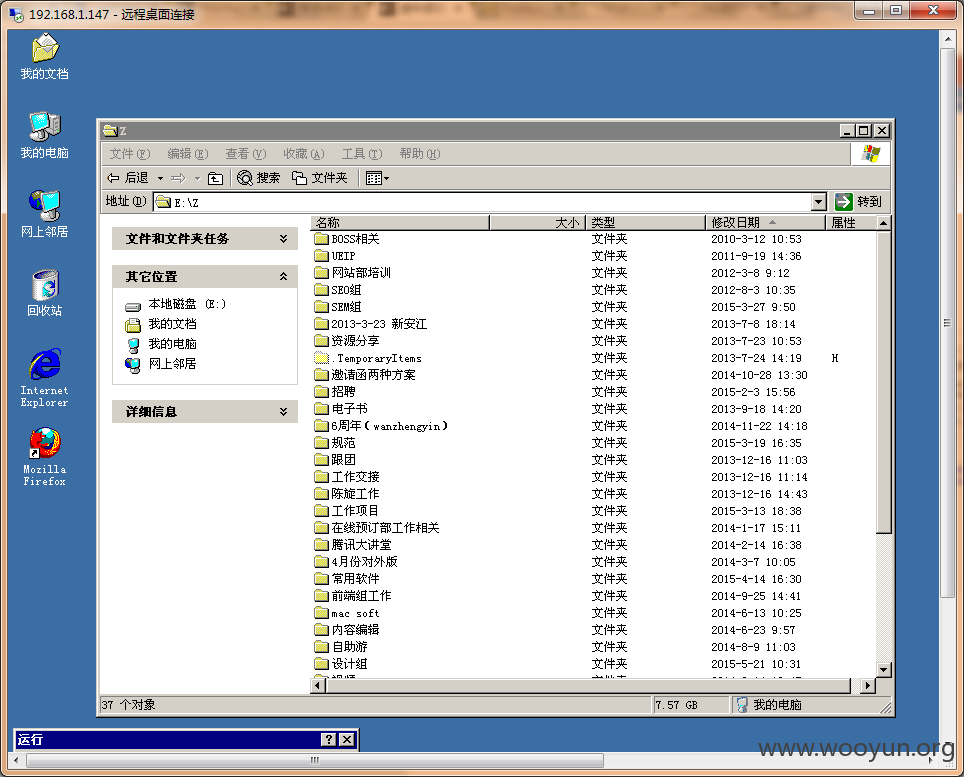 192.168.1.147 - 远程桌面连接
我的文档
我的电脑
网上邻居
回收站
Internet
Explorer
Mozilla
Firefox
Z
文件(F) 编辑(E) 查看(V) 收藏(A) 工具(T) 帮助(H)
后退 搜索 文件夹
地址(D) E:\Z 转到
文件和文件夹任务
其它位置
本地磁盘 (E:)
我的文档
我的电脑
网上邻居
详细信息
名称 大小 类型 修改日期 属性
BOSS相关 文件夹 2010-3-12 10:53
UEIP 文件夹 2011-9-19 14:36
网站部培训 文件夹 2012-3-8 9:12
SEO组 文件夹 2012-8-3 10:35
SEM组 文件夹 2015-3-27 9:50
2013-3-23 新安江 文件夹 2013-7-8 18:14
资源分享 文件夹 2013-7-23 10:53
.TemporaryItems 文件夹 2013-7-24 14:19 H
邀请函两种方案 文件夹 2014-10-28 13:30
招聘 文件夹 2015-2-3 15:56
电子书 文件夹 2013-9-18 14:20
6周年(wanzhengyin) 文件夹 2014-11-22 14:18
规范 文件夹 2015-3-19 16:35
跟团 文件夹 2013-12-16 11:03
工作交接 文件夹 2013-12-16 11:14
陈旋工作 文件夹 2013-12-16 14:43
工作项目 文件夹 2015-3-13 18:38
在线预订部工作相关 文件夹 2014-1-17 15:11
腾讯大讲堂 文件夹 2014-2-14 16:38
4月份对外版 文件夹 2014-3-7 10:05
常用软件 文件夹 2015-4-14 16:30
前端组工作 文件夹 2014-9-25 14:41
mac soft 文件夹 2014-6-13 10:25
内容编辑 文件夹 2014-6-23 9:57
自助游 文件夹 2014-8-9 11:03
设计组 文件夹 2015-5-21 10:31
37 个对象 7.57 GB 我的电脑
运行
www.wooyun.org